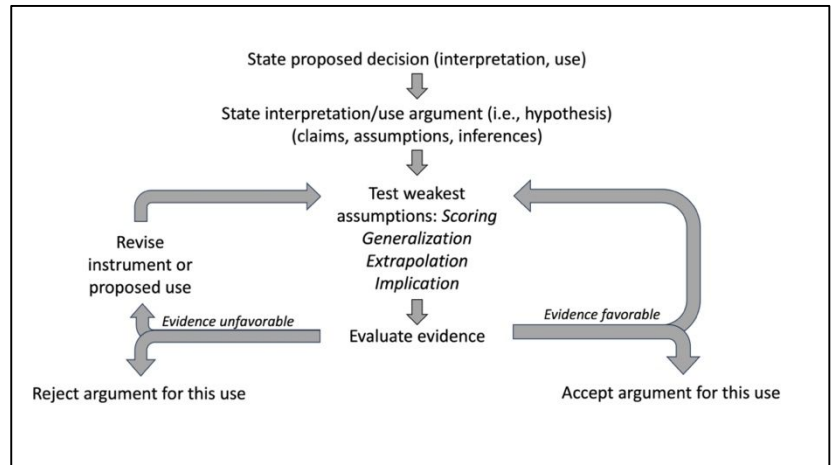 State proposed decision (interpretation, use)
State interpretation/use argument (i.e., hypothesis)
(claims, assumptions, inferences)
Test weakest
assumptions: Scoring
Generalization
Extrapolation
Implication
Revise
instrument or
proposed use
Evidence unfavorable
Evaluate evidence
Evidence favorable
Reject argument for this use
Accept argument for this use